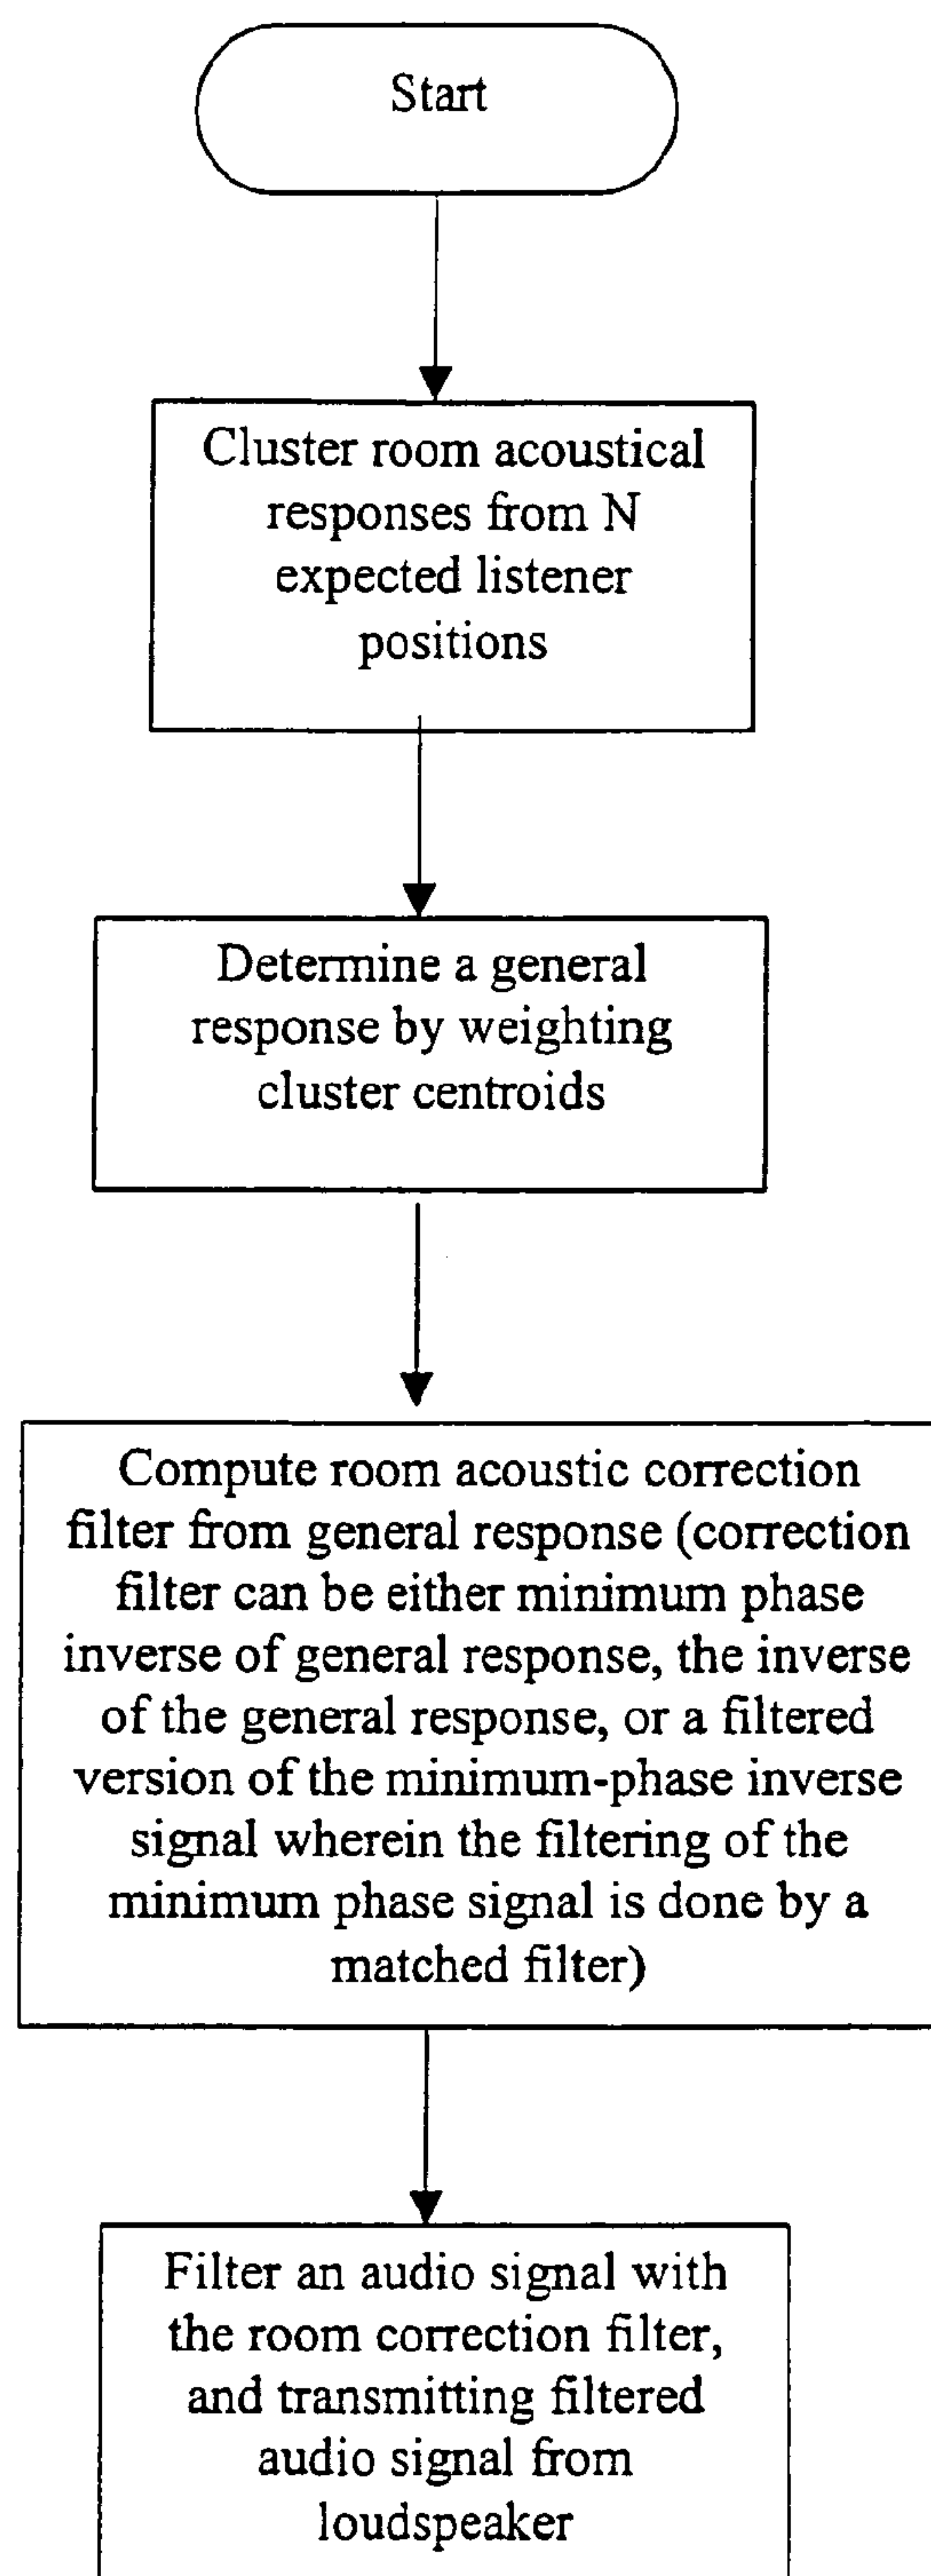 Start
Cluster room acoustical
responses from N
expected listener
positions
Determine a general
response by weighting
cluster centroids
Compute room acoustic correction
filter from general response (correction
filter can be either minimum phase
inverse of general response, the inverse
of the general response, or a filtered
version of the minimum-phase inverse
signal wherein the filtering of the
minimum phase signal is done by a
matched filter)
Filter an audio signal with
the room correction filter,
and transmitting filtered
audio signal from
loudspeaker